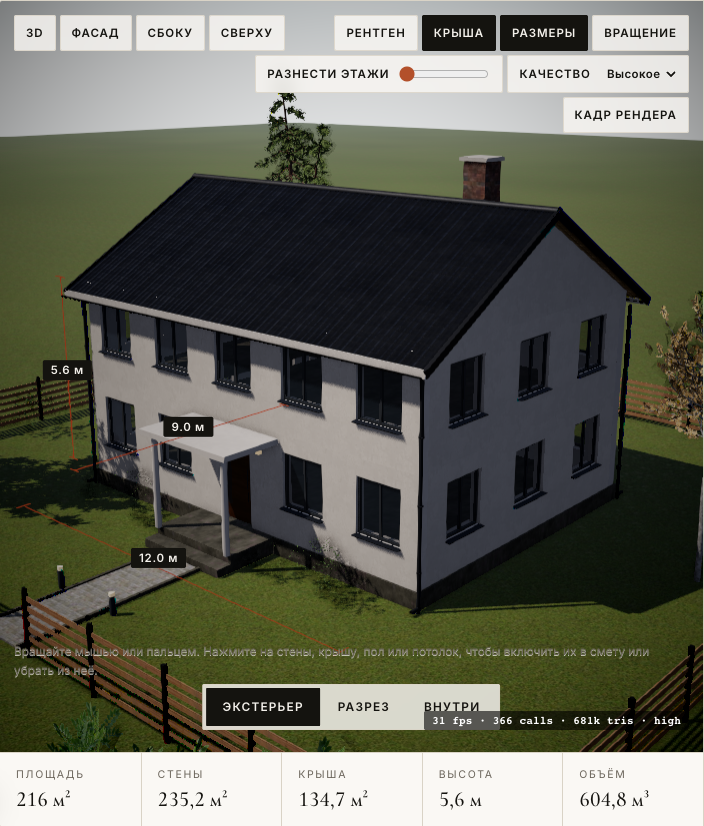 3D ФАСАД СБОКУ СВЕРХУ РЕНТГЕН КРЫША РАЗМЕРЫ ВРАЩЕНИЕ
РАЗНЕСТИ ЭТАЖИ КАЧЕСТВО Высокое
КАДР РЕНДЕРА
5.6 м
9.0 м
12.0 м
Вращайте мышью или пальцем. Нажмите на стены, крышу, пол или потолок, чтобы включить их в смету или
убрать из неё.
ЭКСТЕРЬЕР РАЗРЕЗ ВНУТРИ
31 fps · 366 calls · 681k tris · high
ПЛОЩАДЬ СТЕНЫ КРЫША ВЫСОТА ОБЪЁМ
216 м² 235,2 м² 134,7 м² 5,6 м 604,8 м³